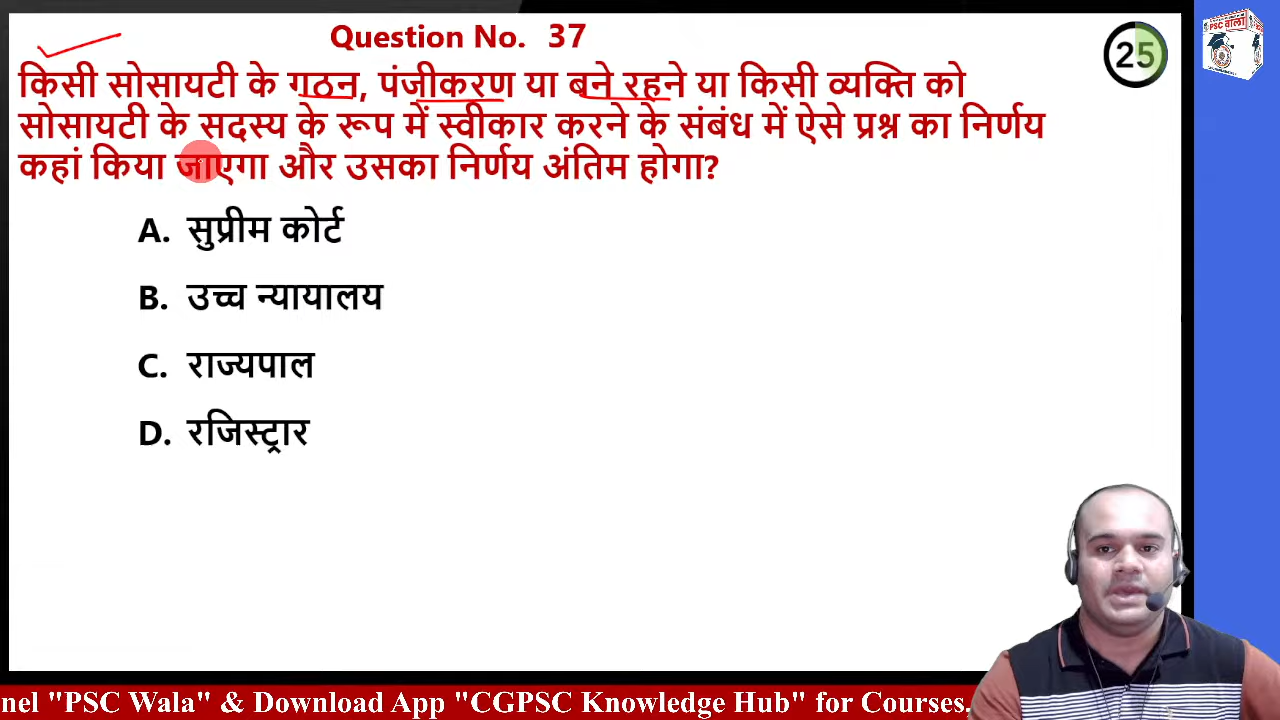 Question No. 37
25
PSC वाला
किसी सोसायटी के गठन, पंजीकरण या बने रहने या किसी व्यक्ति को
सोसायटी के सदस्य के रूप में स्वीकार करने के संबंध में ऐसे प्रश्न का निर्णय
कहां किया जाएगा और उसका निर्णय अंतिम होगा?
A. सुप्रीम कोर्ट
B. उच्च न्यायालय
C. राज्यपाल
D. रजिस्ट्रार
nel "PSC Wala" & Download App "CGPSC Knowledge Hub" for Courses,